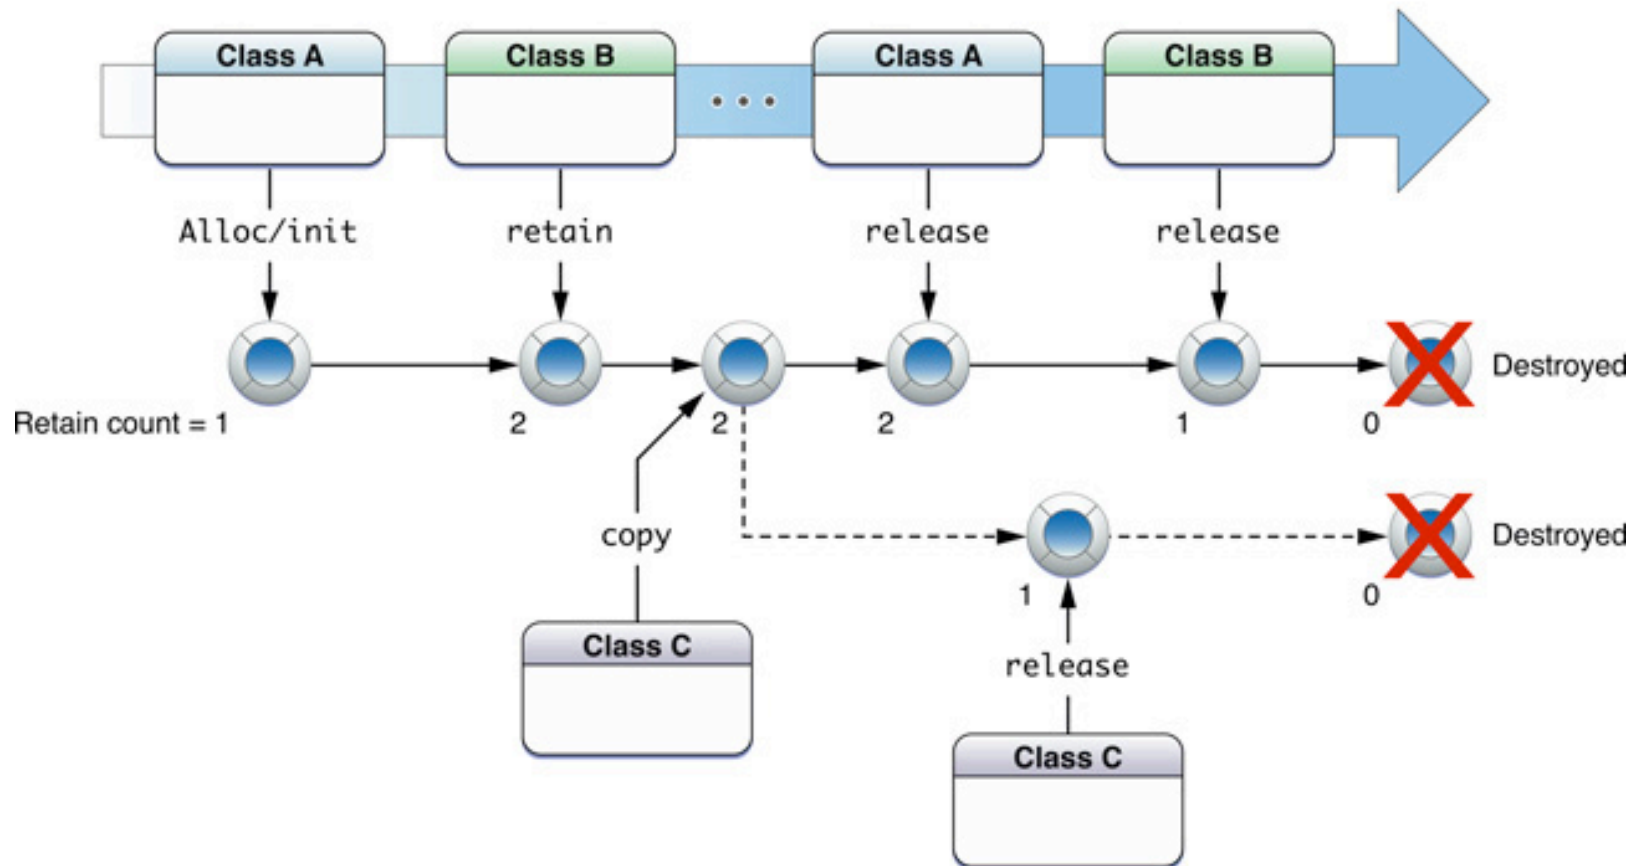 Class A
Class B
Class A
Class B
Alloc/init
retain
release
release
Destroyed
Retain count = 1
2
2
2
1
0
copy
Destroyed
1
0
Class C
release
Class C